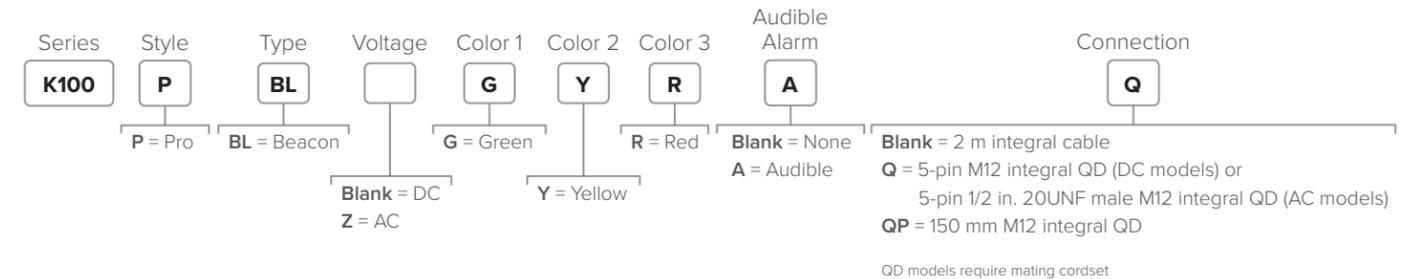 Audible
Series Style Type Voltage Color 1 Color 2 Color 3 Alarm Connection
K100 P BL G Y R A Q
P = Pro BL = Beacon G = Green R = Red Blank = None Blank = 2 m integral cable
A = Audible Q = 5-pin M12 integral QD (DC models) or
Blank = DC Y = Yellow 5-pin 1/2 in. 20UNF male M12 integral QD (AC models)
Z = AC QP = 150 mm M12 integral QD
QD models require mating cordset